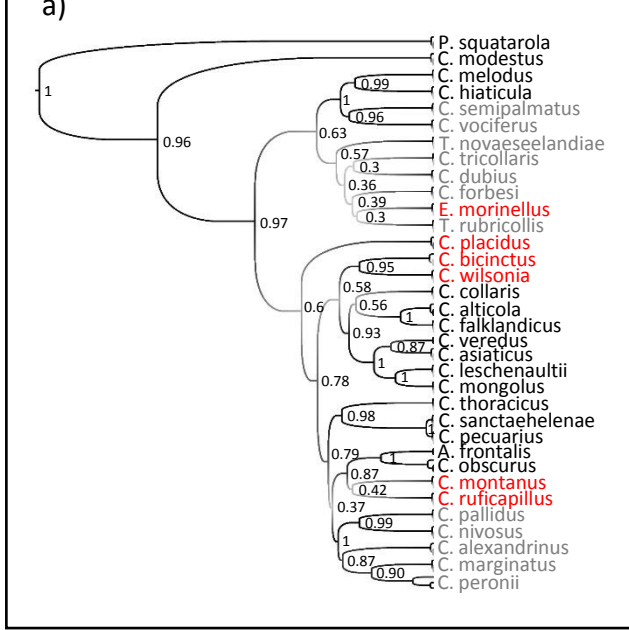 a)
P. squatarola
C. modestus
C. melodus
0.99
C. hiaticula
1
1
C. semipalmatus
0.96
C. vociferus
0.63
0.96
T. novaeseelandiae
0.57
C. tricollaris
0.3
C. dubius
0.36
C. forbesi
0.39
E. morinellus
0.3
T. rubricollis
0.97
C. placidus
C. bicinctus
0.95
C. wilsonia
0.58
C. collaris
0.6
0.56
C. alticola
1
C. falklandicus
0.93
C. veredus
0.87
C. asiaticus
1
C. leschenaultii
1
C. mongolus
0.78
C. thoracicus
0.98
C. sanctaehelenae
1
C. pecuarius
A. frontalis
0.79
1
C. obscurus
0.87
C. montanus
0.42
C. ruficapillus
0.37
C. pallidus
0.99
C. nivosus
1
C. alexandrinus
0.87
C. marginatus
0.90
C. peronii